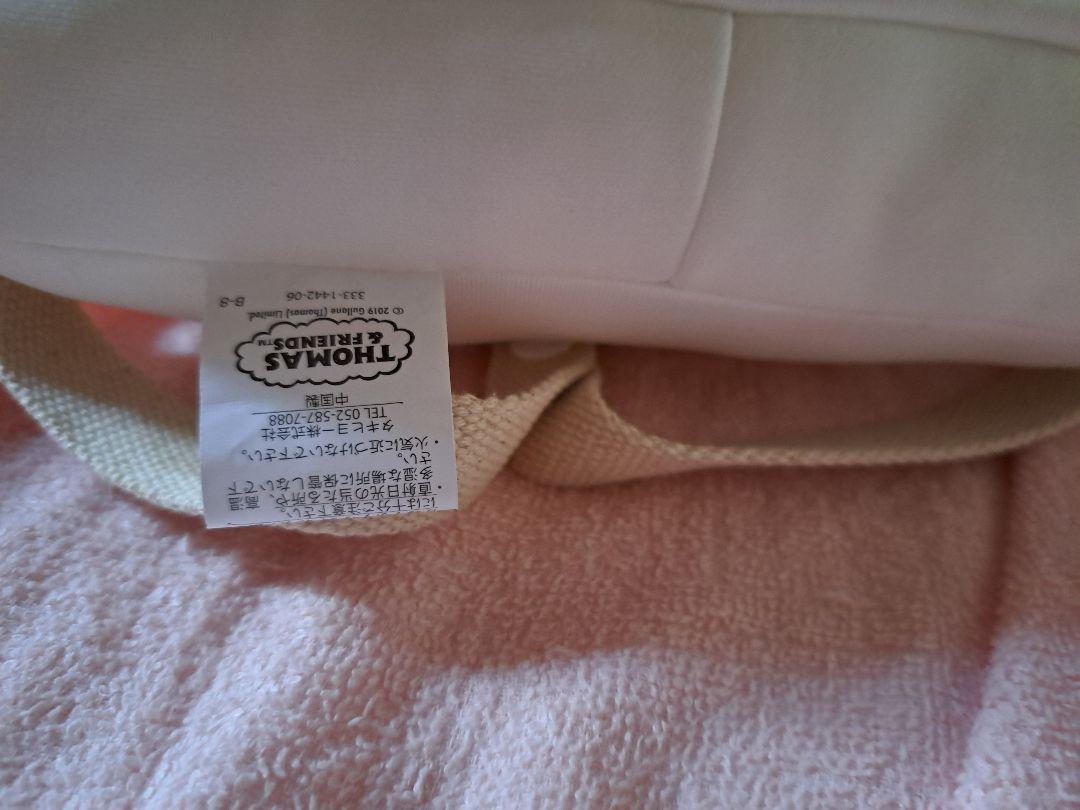 には十分ご注意下さい。
・直射日光の当たる所や、高温
多湿な場所に保管しないで下
さい。
・火気に近づけないで下さい。
タキヒヨー株式会社
TEL 052-587-7088
中国製
THOMAS
& FRIENDS™
© 2019 Gullane (Thomas) Limited.
333-1442-06 8-8